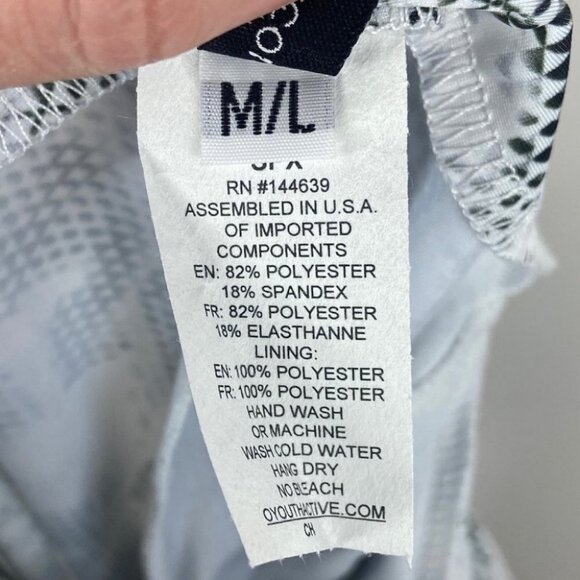 M/L
RN #144639
ASSEMBLED IN U.S.A.
OF IMPORTED
COMPONENTS
EN: 82% POLYESTER
18% SPANDEX
FR: 82% POLYESTER
18% ELASTHANNE
LINING:
EN:100% POLYESTER
FR:100% POLYESTER
HAND WASH
OR MACHINE
WASH COLD WATER
HANG DRY
NO BLEACH
OYOUTHACTIVE.COM
CH